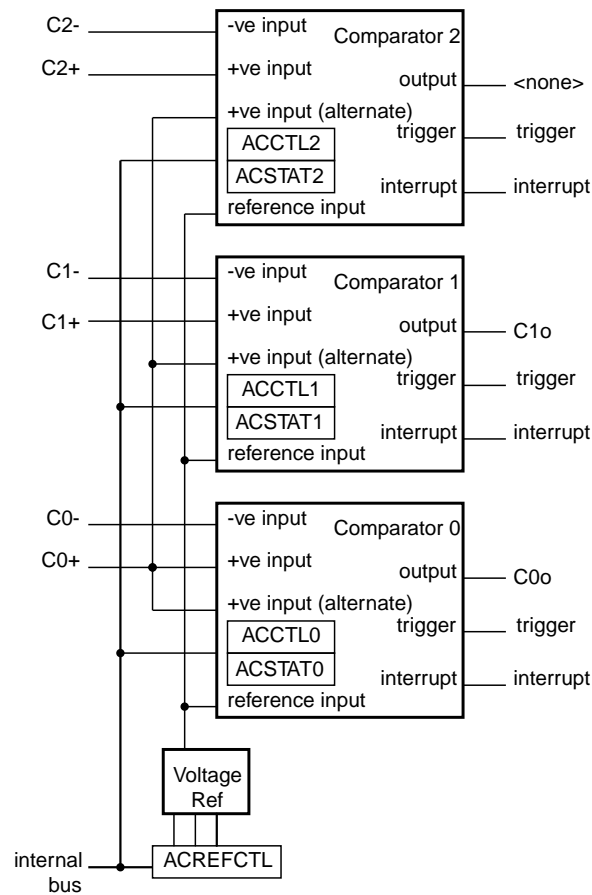 C2-
-ve input
Comparator 2
C2+
+ve input
output
<none>
+ve input (alternate)
trigger
trigger
ACCTL2
ACSTAT2
interrupt
interrupt
reference input
C1-
-ve input
Comparator 1
C1+
+ve input
output
C1o
+ve input (alternate)
trigger
trigger
ACCTL1
ACSTAT1
interrupt
interrupt
reference input
C0-
-ve input
Comparator 0
C0+
+ve input
output
C0o
+ve input (alternate)
trigger
trigger
ACCTL0
ACSTAT0
interrupt
interrupt
reference input
Voltage
Ref
internal
bus
ACREFCTL